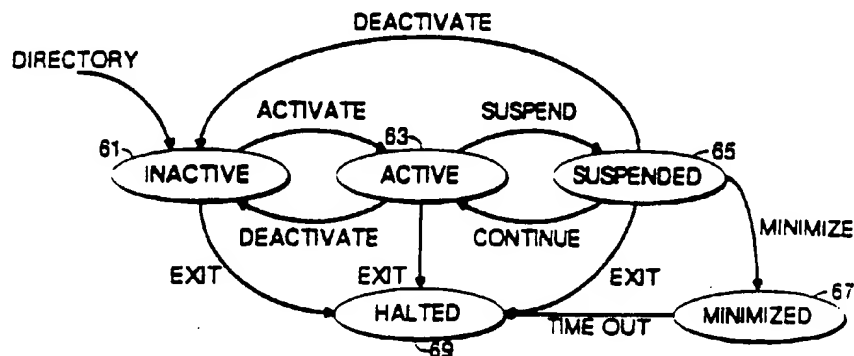 DEACTIVATE
DIRECTORY
ACTIVATE
SUSPEND
61
63
65
INACTIVE
ACTIVE
SUSPENDED
DEACTIVATE
CONTINUE
MINIMIZE
EXIT
EXIT
EXIT
67
HALTED
TIME OUT
MINIMIZED
69